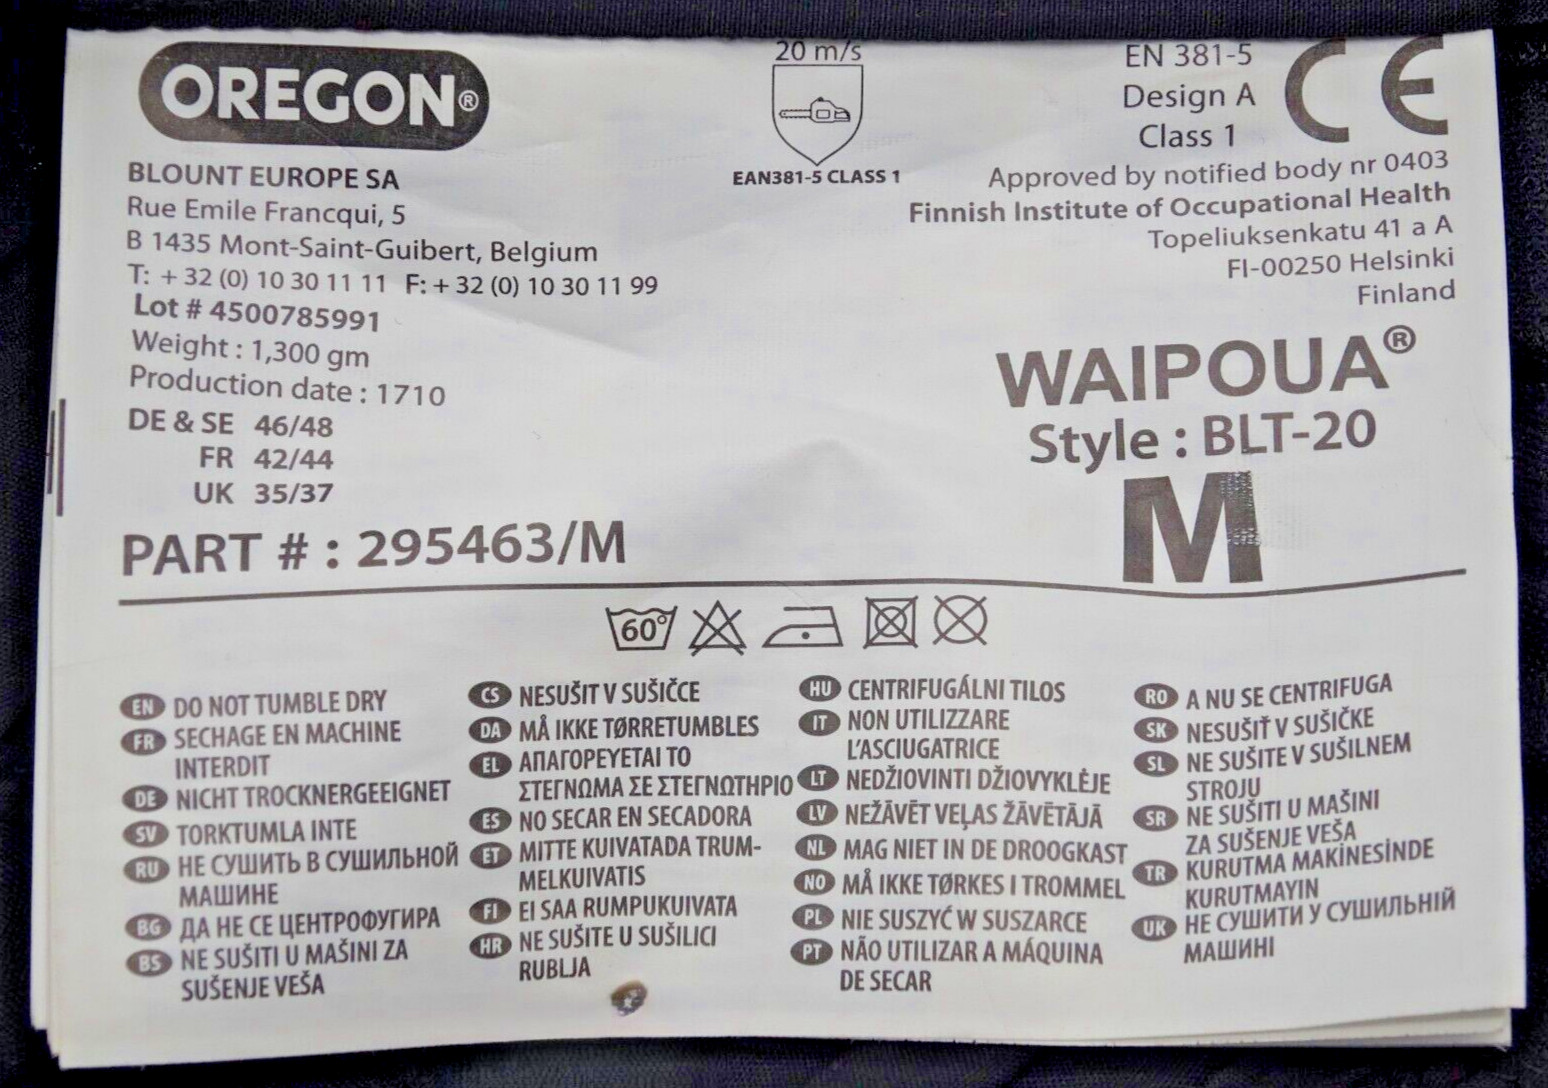 OREGON®
BLOUNT EUROPE SA
Rue Emile Francqui, 5
B 1435 Mont-Saint-Guibert, Belgium
T: + 32 (0) 10 30 11 11 F: + 32 (0) 10 30 11 99
Lot # 4500785991
Weight : 1,300 gm
Production date : 1710
DE & SE 46/48
FR 42/44
UK 35/37
PART # : 295463/M
20 m/s
EAN381-5 CLASS 1
EN 381-5
Design A
Class 1
CE
Approved by notified body nr 0403
Finnish Institute of Occupational Health
Topeliuksenkatu 41 a A
FI-00250 Helsinki
Finland
WAIPOUA®
Style : BLT-20
M
60°
EN DO NOT TUMBLE DRY
FR SECHAGE EN MACHINE
INTERDIT
DE NICHT TROCKNERGEEIGNET
SV TORKTUMLA INTE
RU НЕ СУШИТЬ В СУШИЛЬНОЙ
МАШИНЕ
BG ДА НЕ СЕ ЦЕНТРОФУГИРА
BS NE SUŠITI U MAŠINI ZA
SUŠENJE VEŠA
CS NESUŠIT V SUŠIČCE
DA MÅ IKKE TØRRETUMBLES
EL ΑΠΑΓΟΡΕΥΕΤΑΙ ΤΟ
ΣΤΕΓΝΩΜΑ ΣΕ ΣΤΕΓΝΩΤΗΡΙΟ
ES NO SECAR EN SECADORA
ET MITTE KUIVATADA TRUM-
MELKUIVATIS
FI EI SAA RUMPUKUIVATA
HR NE SUŠITE U SUŠILICI
RUBLJA
HU CENTRIFUGÁLNI TILOS
IT NON UTILIZZARE
L'ASCIUGATRICE
LT NEDŽIOVINTI DŽIOVYKLĖJE
LV NEŽĀVĒT VEĻAS ŽĀVĒTĀJĀ
NL MAG NIET IN DE DROOGKAST
NO MÅ IKKE TØRKES I TROMMEL
PL NIE SUSZYĆ W SUSZARCE
PT NÃO UTILIZAR A MÁQUINA
DE SECAR
RO A NU SE CENTRIFUGA
SK NESUŠIŤ V SUŠIČKE
SL NE SUŠITE V SUŠILNEM
STROJU
SR NE SUŠITI U MAŠINI
ZA SUŠENJE VEŠA
TR KURUTMA MAKİNESİNDE
KURUTMAYIN
UK НЕ СУШИТИ У СУШИЛЬНІЙ
МАШИНІ